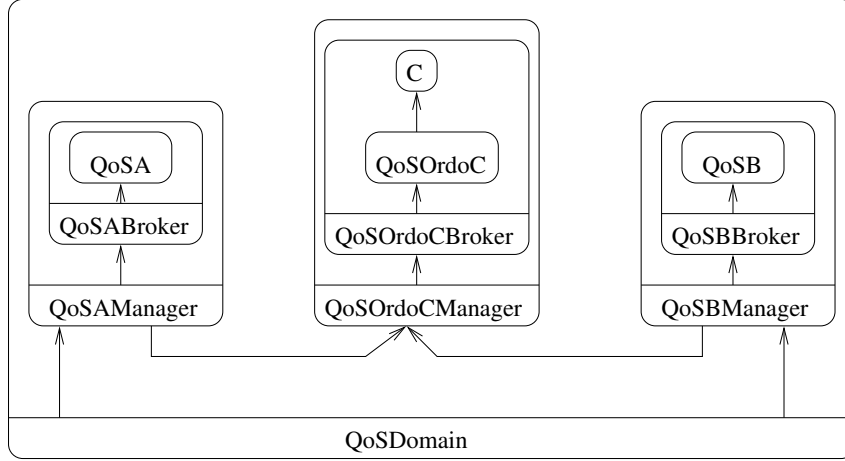 C
QoSA
QoSOrdoC
QoSB
QoSABroker
QoSOrdoCBroker
QoSBBroker
QoSAManager
QoSOrdoCManager
QoSBManager
QoSDomain